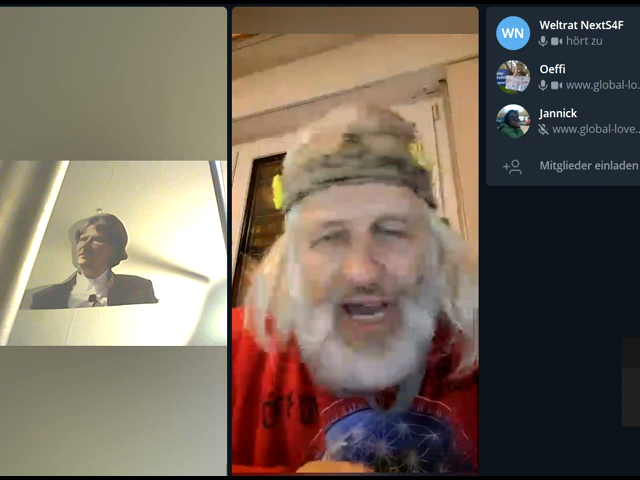 WN
Weltrat NextS4F
hört zu
Oeffi
www.global-lo...
Jannick
www.global-love...
Mitglieder einladen